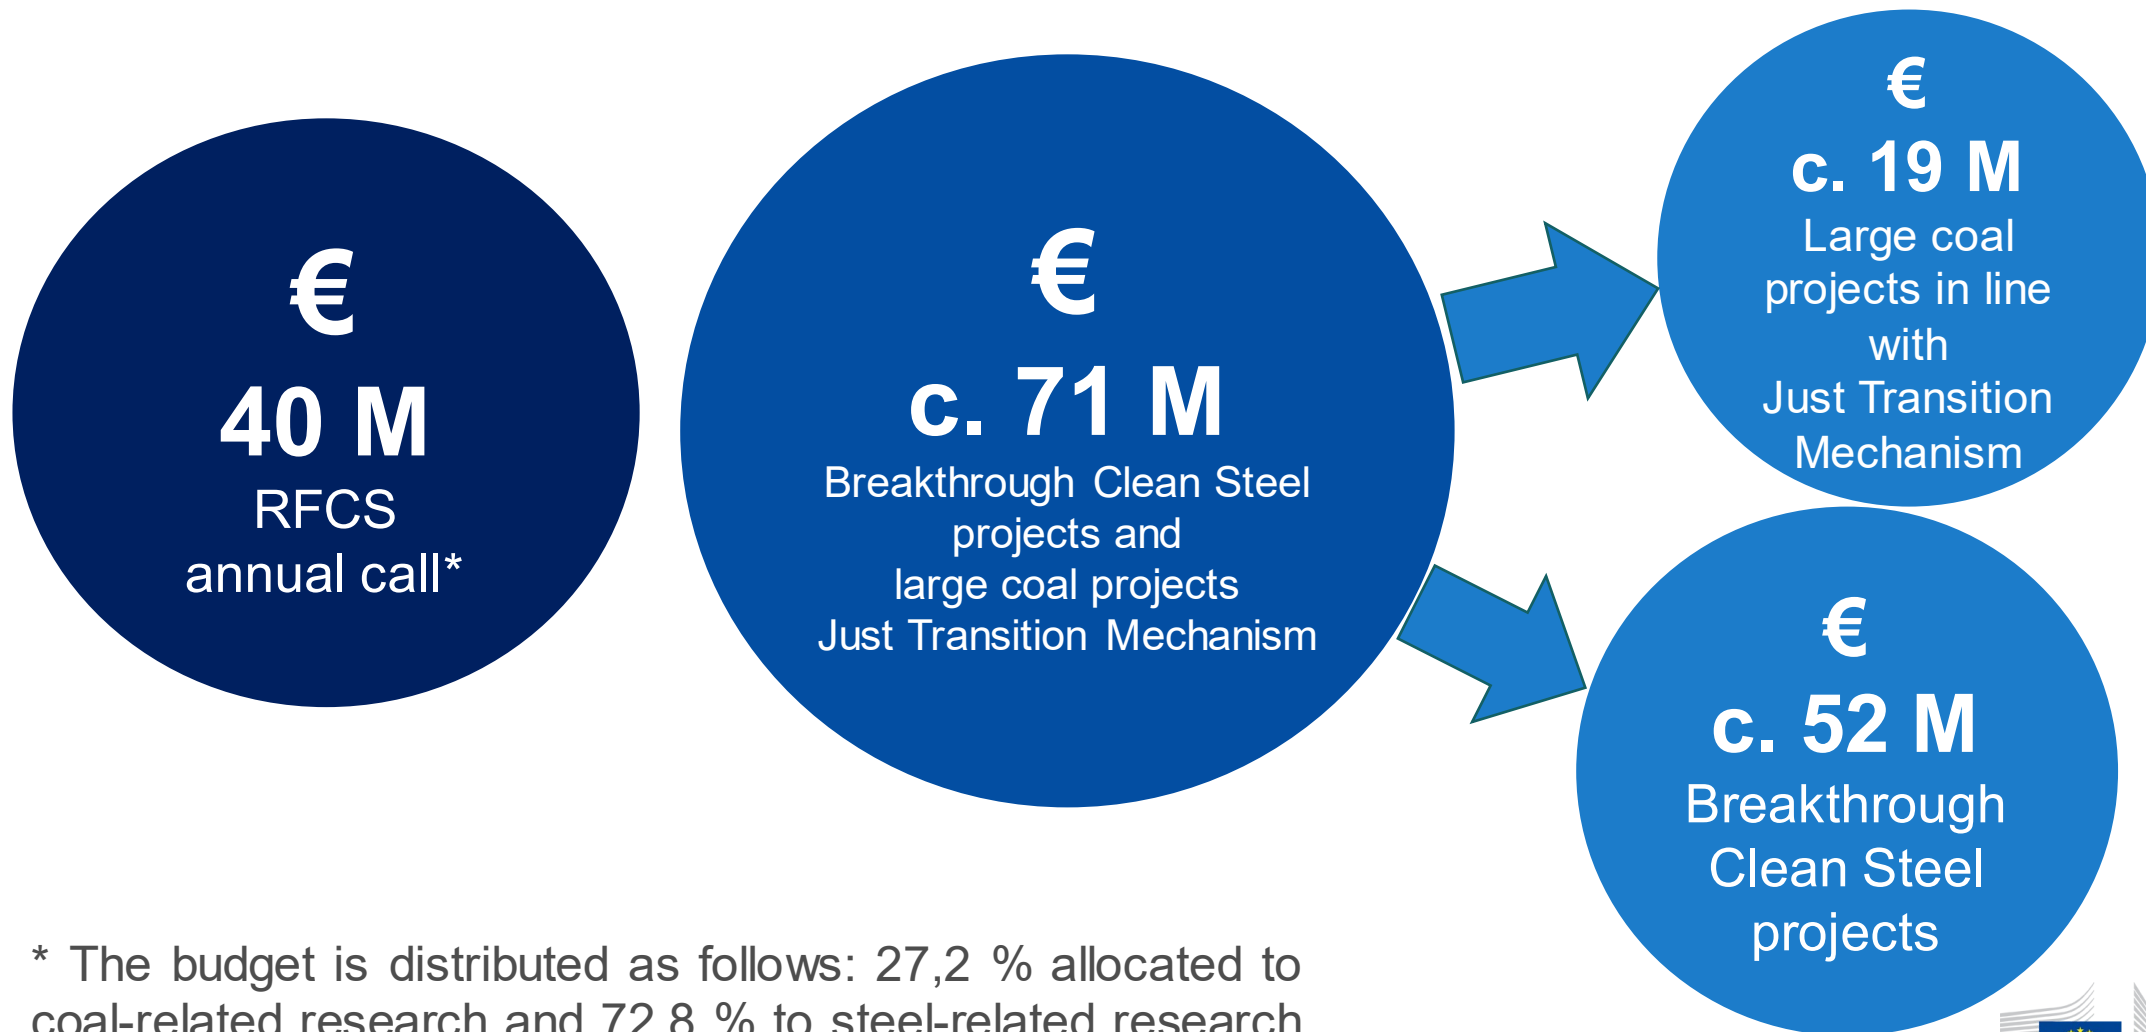 €
40 M
RFCS
annual call*
€
c. 71 M
Breakthrough Clean Steel
projects and
large coal projects
Just Transition Mechanism
€
c. 19 M
Large coal
projects in line
with
Just Transition
Mechanism
€
c. 52 M
Breakthrough
Clean Steel
projects
* The budget is distributed as follows: 27,2 % allocated to
coal-related research and 72,8 % to steel-related research